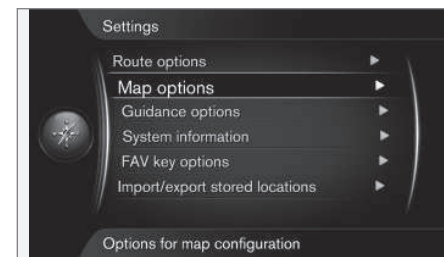 Settings
Route options
Map options
Guidance options
System information
FAV key options
Import/export stored locations
Options for map configuration